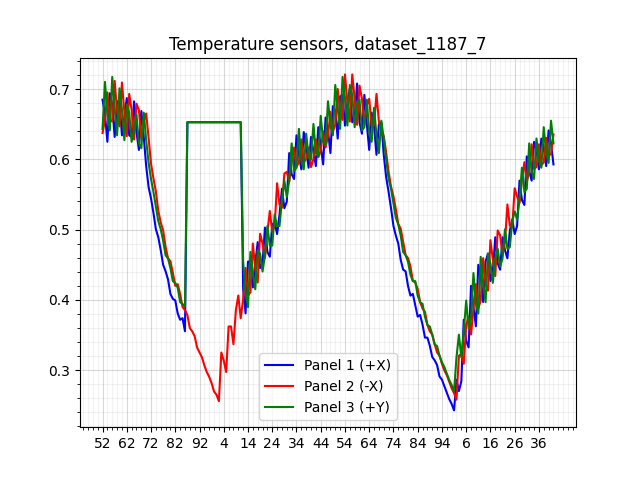 Temperature sensors, dataset_1187_7
0.7
0.6
0.5
0.4
0.3
Panel 1 (+X)
Panel 2 (-X)
Panel 3 (+Y)
52 62 72 82 92 4 14 24 34 44 54 64 74 84 94 6 16 26 36